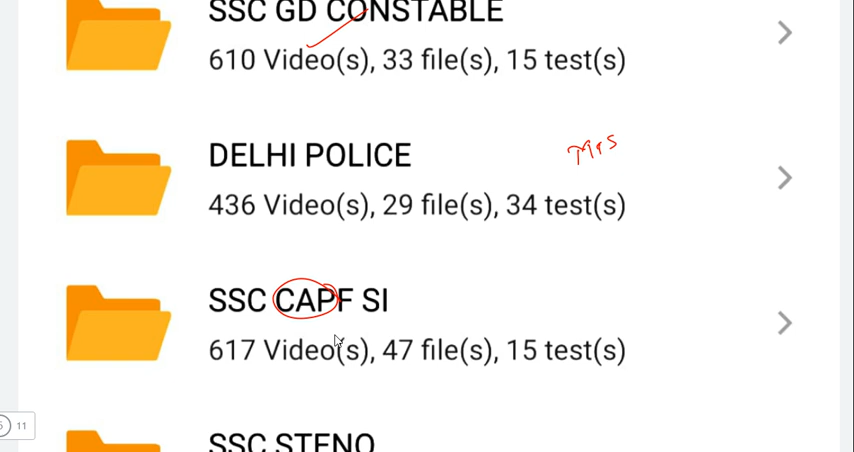 SSC GD CONSTABLE
610 Video(s), 33 file(s), 15 test(s)
DELHI POLICE
436 Video(s), 29 file(s), 34 test(s)
SSC CAPF SI
617 Video(s), 47 file(s), 15 test(s)
11
SSC STENO